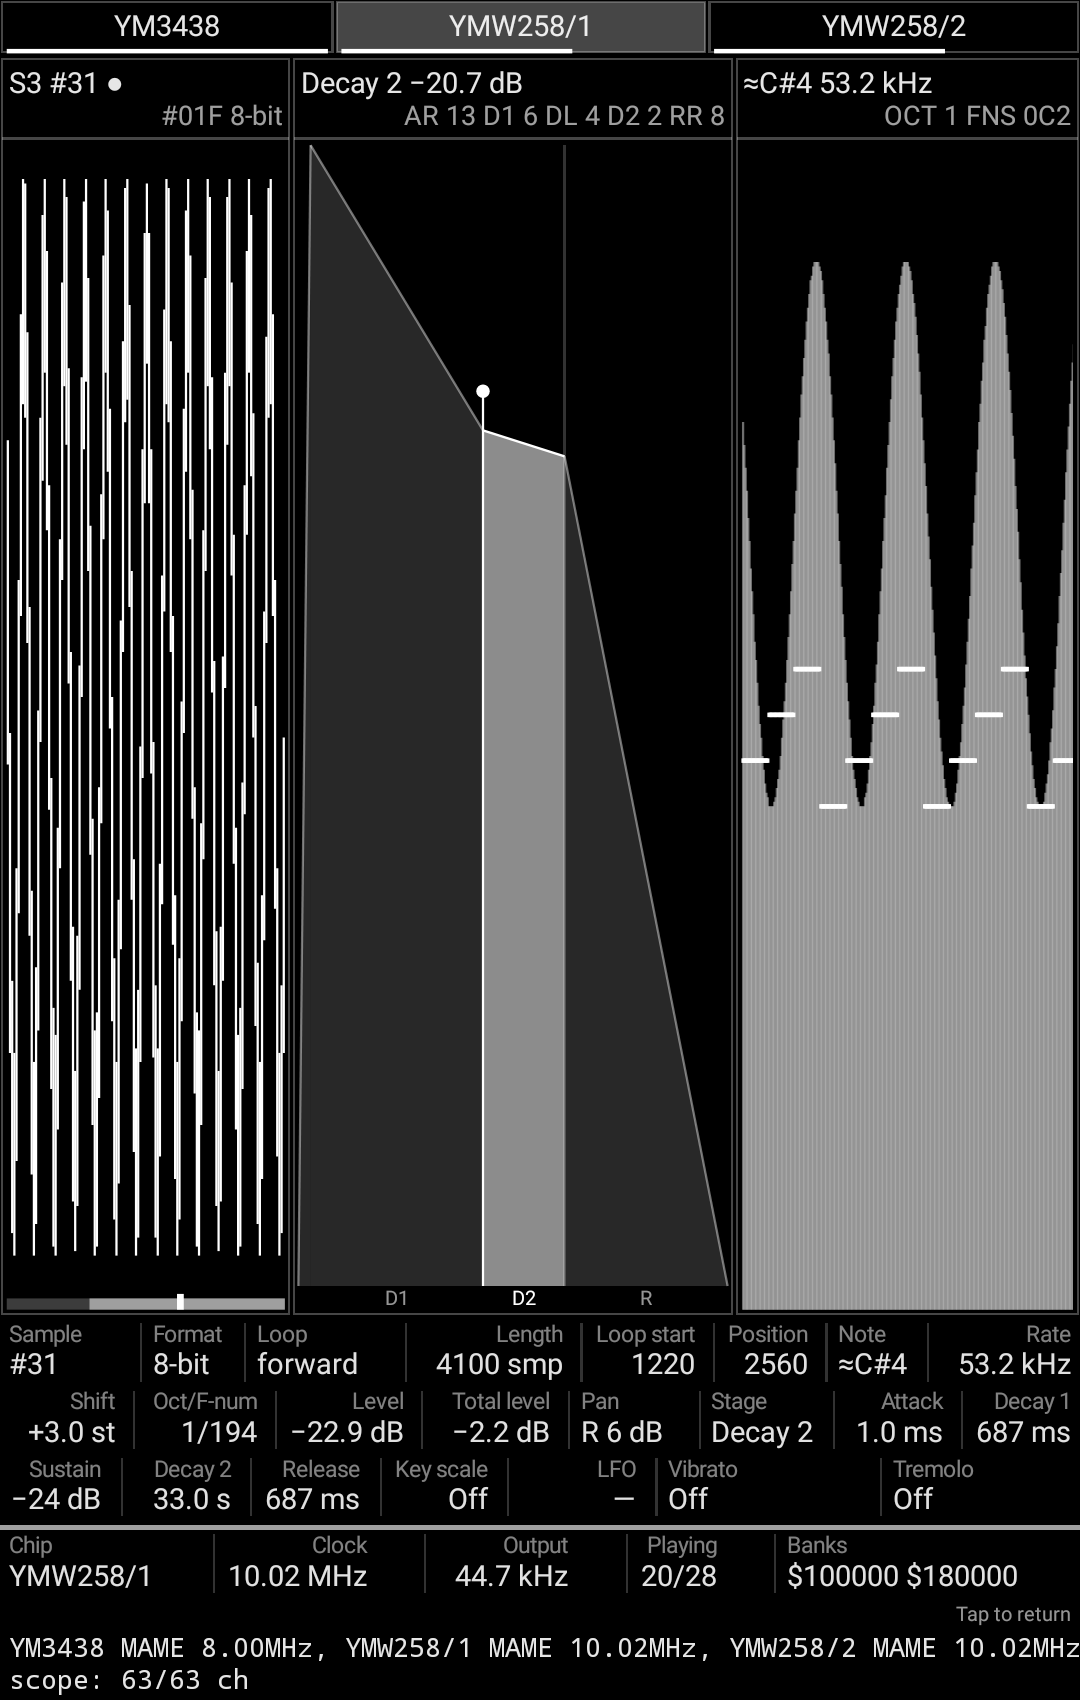 YM3438 YMW258/1 YMW258/2
S3 #31 ● Decay 2 −20.7 dB ≈C#4 53.2 kHz
#01F 8-bit AR 13 D1 6 DL 4 D2 2 RR 8 OCT 1 FNS 0C2
D1 D2 R
Sample Format Loop Length Loop start Position Note Rate
#31 8-bit forward 4100 smp 1220 2560 ≈C#4 53.2 kHz
Shift Oct/F-num Level Total level Pan Stage Attack Decay 1
+3.0 st 1/194 −22.9 dB −2.2 dB R 6 dB Decay 2 1.0 ms 687 ms
Sustain Decay 2 Release Key scale LFO Vibrato Tremolo
−24 dB 33.0 s 687 ms Off — Off Off
Chip Clock Output Playing Banks
YMW258/1 10.02 MHz 44.7 kHz 20/28 $100000 $180000
Tap to return
YM3438 MAME 8.00MHz, YMW258/1 MAME 10.02MHz, YMW258/2 MAME 10.02MHz
scope: 63/63 ch